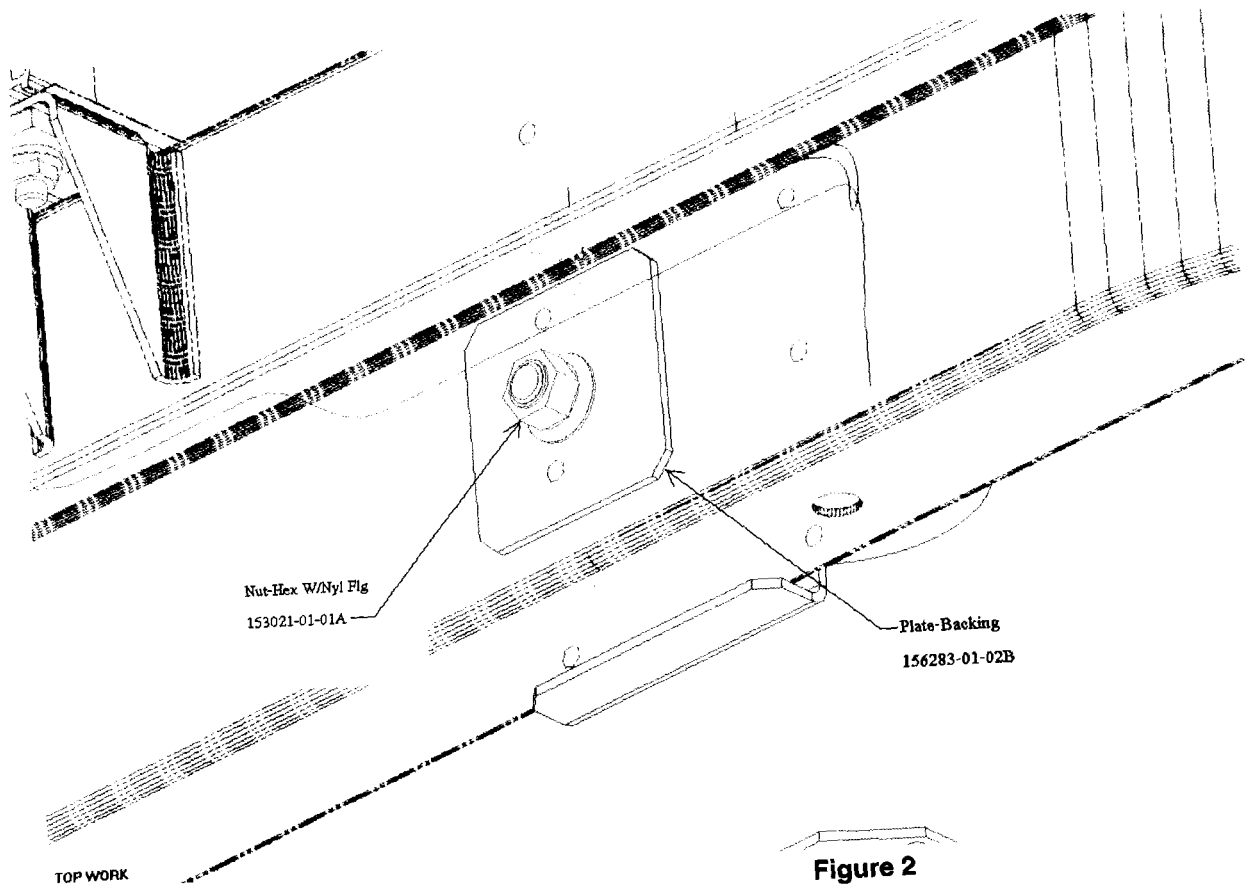 Nut-Hex W/Nyl Flg
153021-01-01A
Plate-Backing
156283-01-02B
TOP WORK
Figure 2